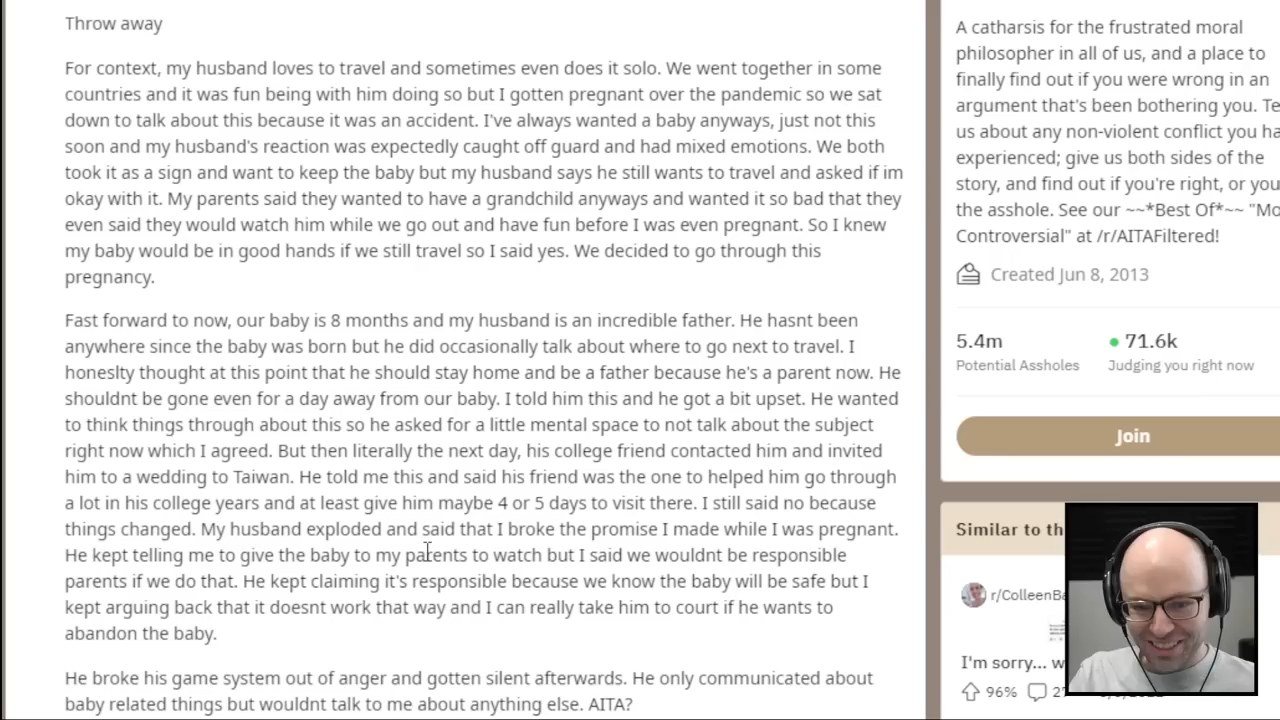 Throw away
For context, my husband loves to travel and sometimes even does it solo. We went together in some
countries and it was fun being with him doing so but I gotten pregnant over the pandemic so we sat
down to talk about this because it was an accident. I've always wanted a baby anyways, just not this
soon and my husband's reaction was expectedly caught off guard and had mixed emotions. We both
took it as a sign and want to keep the baby but my husband says he still wants to travel and asked if im
okay with it. My parents said they wanted to have a grandchild anyways and wanted it so bad that they
even said they would watch him while we go out and have fun before I was even pregnant. So I knew
my baby would be in good hands if we still travel so I said yes. We decided to go through this
pregnancy.
Fast forward to now, our baby is 8 months and my husband is an incredible father. He hasnt been
anywhere since the baby was born but he did occasionally talk about where to go next to travel. I
honeslty thought at this point that he should stay home and be a father because he's a parent now. He
shouldnt be gone even for a day away from our baby. I told him this and he got a bit upset. He wanted
to think things through about this so he asked for a little mental space to not talk about the subject
right now which I agreed. But then literally the next day, his college friend contacted him and invited
him to a wedding to Taiwan. He told me this and said his friend was the one to helped him go through
a lot in his college years and at least give him maybe 4 or 5 days to visit there. I still said no because
things changed. My husband exploded and said that I broke the promise I made while I was pregnant.
He kept telling me to give the baby to my parents to watch but I said we wouldnt be responsible
parents if we do that. He kept claiming it's responsible because we know the baby will be safe but I
kept arguing back that it doesnt work that way and I can really take him to court if he wants to
abandon the baby.
He broke his game system out of anger and gotten silent afterwards. He only communicated about
baby related things but wouldnt talk to me about anything else. AITA?
A catharsis for the frustrated moral
philosopher in all of us, and a place to
finally find out if you were wrong in an
argument that's been bothering you. Te
us about any non-violent conflict you ha
experienced; give us both sides of the
story, and find out if you're right, or you
the asshole. See our ~~*Best Of*~~ "Mo
Controversial" at /r/AITAFiltered!
Created Jun 8, 2013
5.4m 71.6k
Potential Assholes Judging you right now
Join
Similar to th
r/ColleenBa
I'm sorry... w
96%